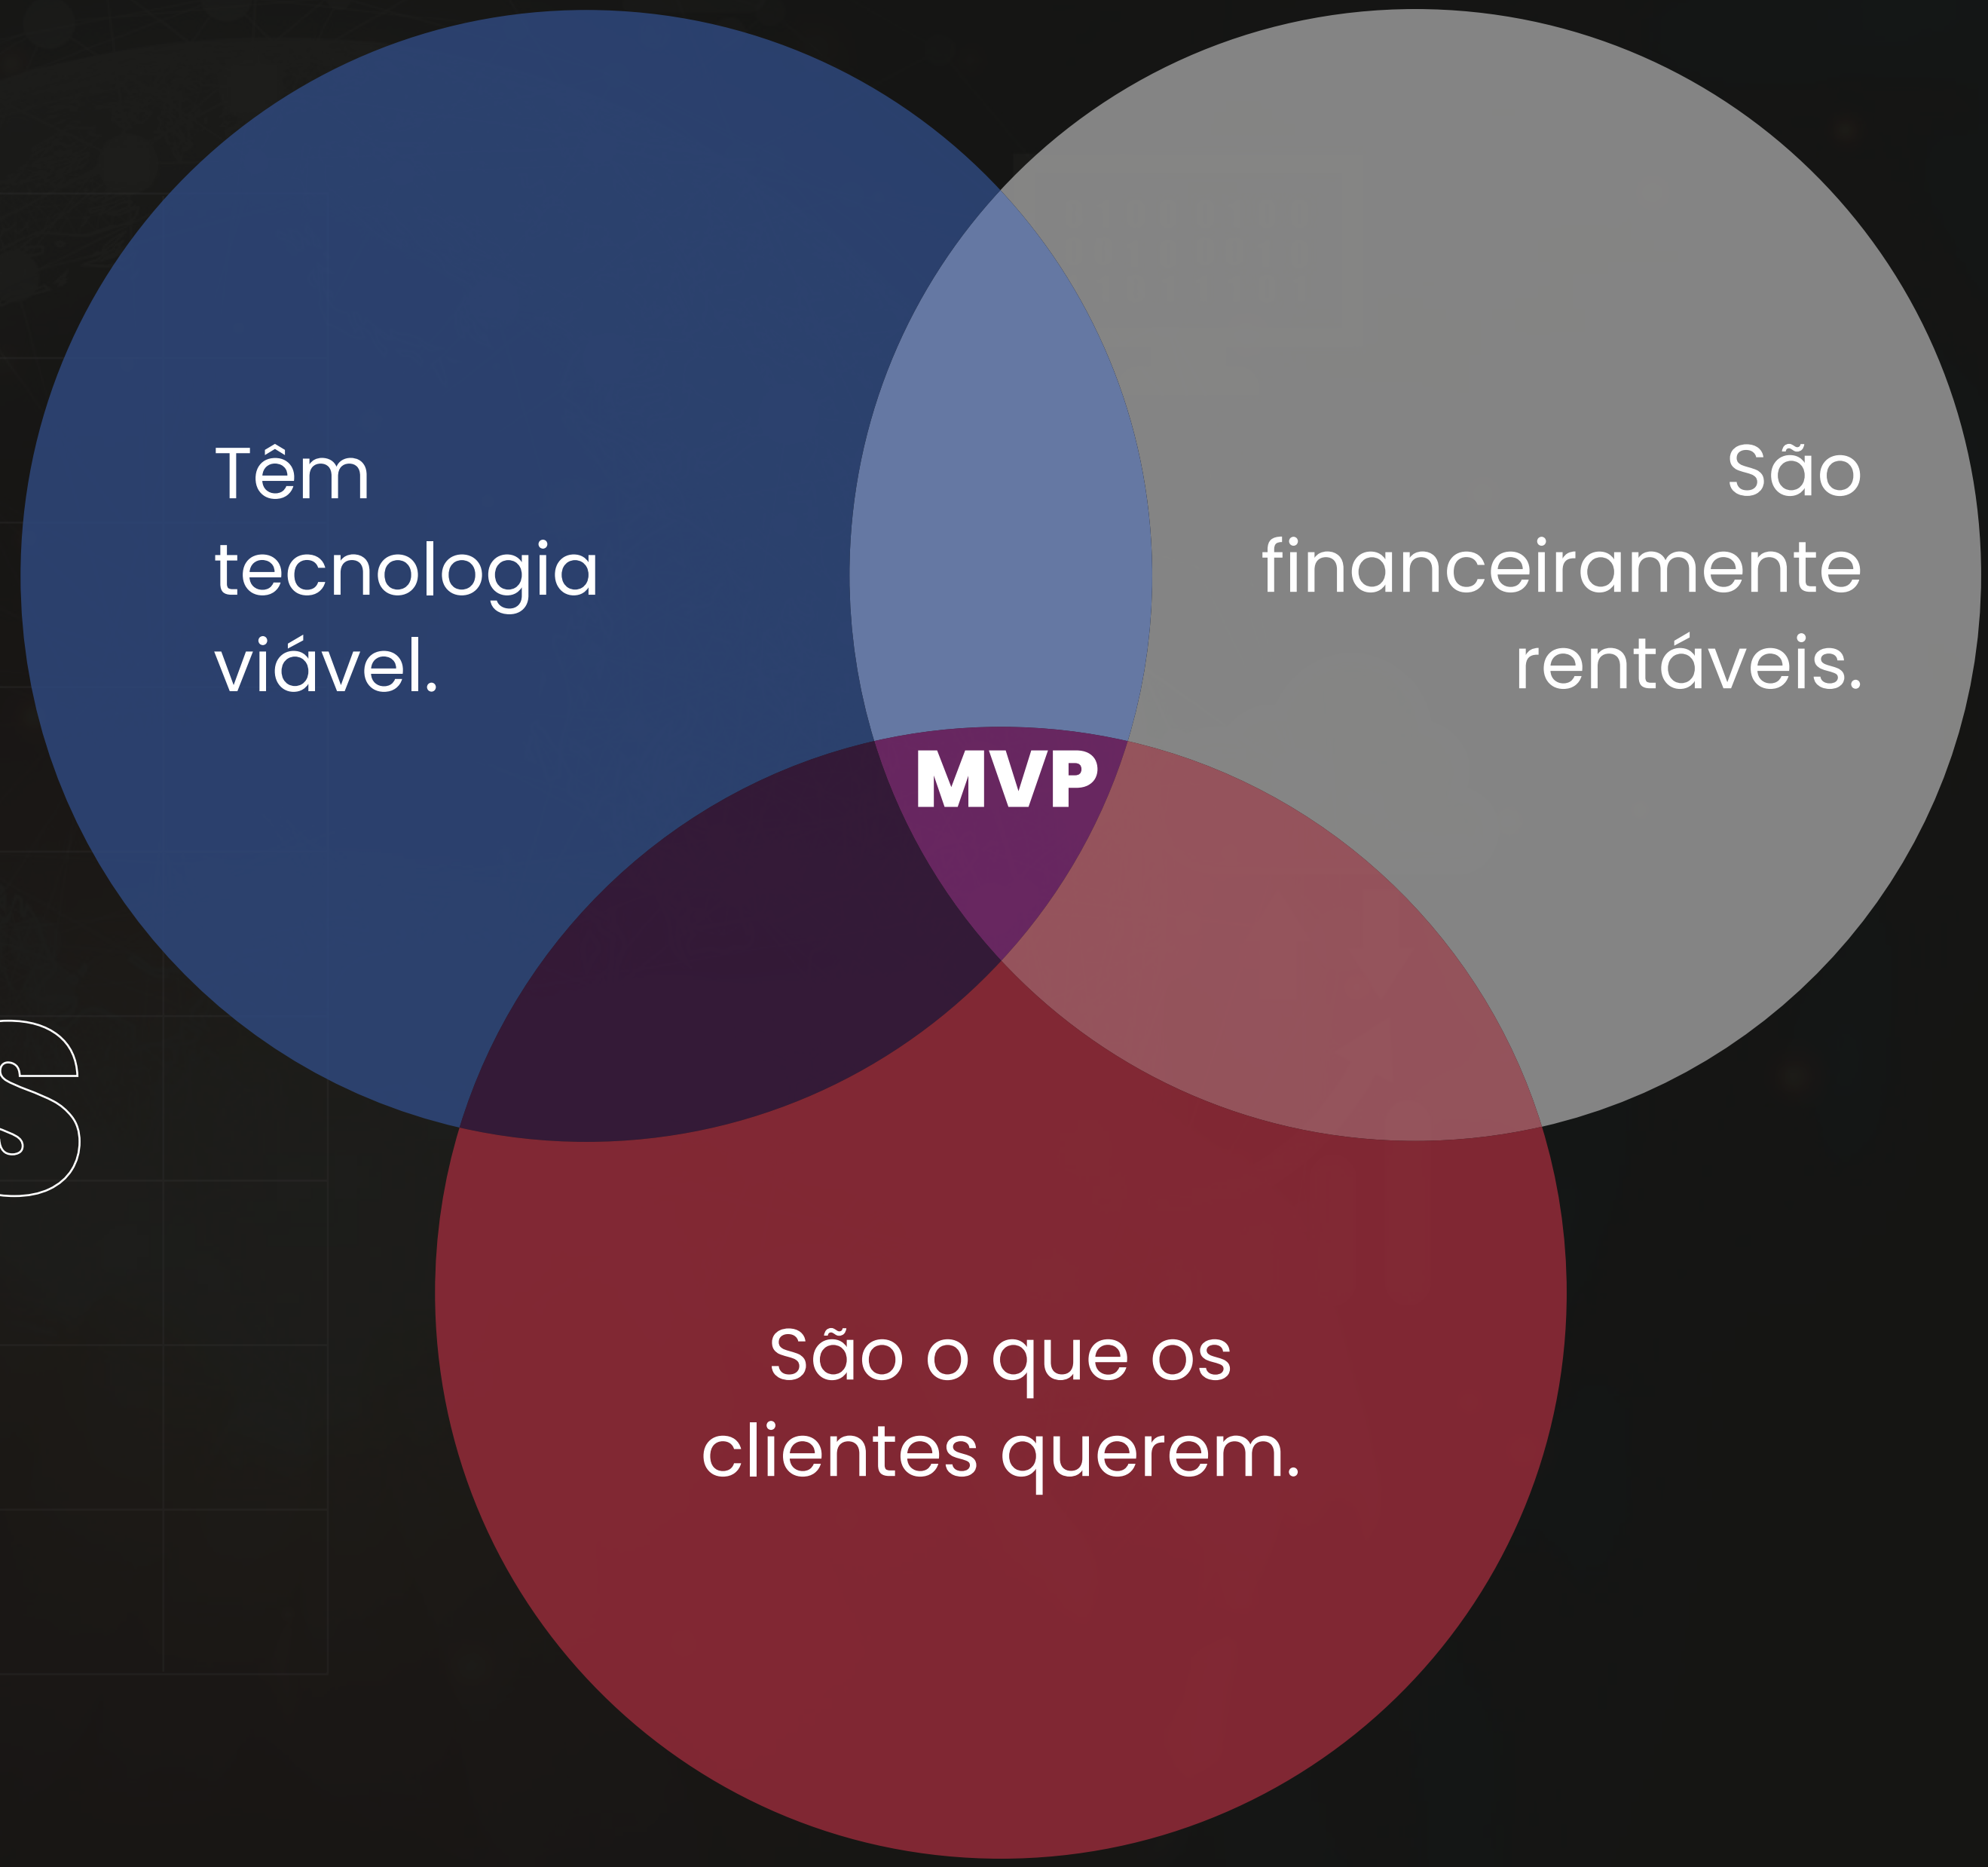 Têm
tecnologia
viável.
São
financeiramente
rentáveis.
MVP
S
São o que os
clientes querem.